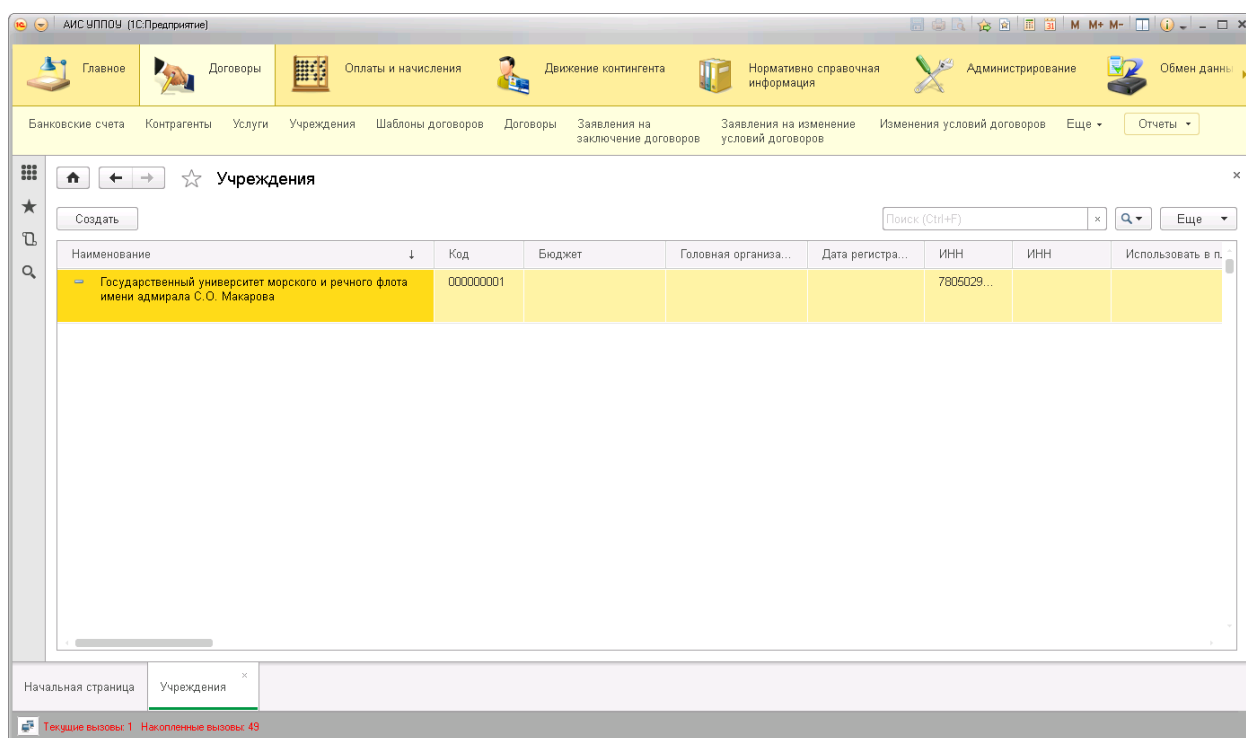 АИС УППОУ (1С:Предприятие)
M M+ M-
Главное
Договоры
Оплаты и начисления
Движение контингента
Нормативно справочная
информация
Администрирование
Обмен данны
Банковские счета
Контрагенты
Услуги
Учреждения
Шаблоны договоров
Договоры
Заявления на
заключение договоров
Заявления на изменение
условий договоров
Изменения условий договоров
Еще
Отчеты
Учреждения
Создать
Поиск (Ctrl+F)
Еще
Наименование
Код
Бюджет
Головная организа...
Дата регистра...
ИНН
ИНН
Использовать в п.
Государственный университет морского и речного флота
имени адмирала С.О. Макарова
000000001
7805029...
Начальная страница
Учреждения
Текущие вызовы: 1 Накопленные вызовы: 49